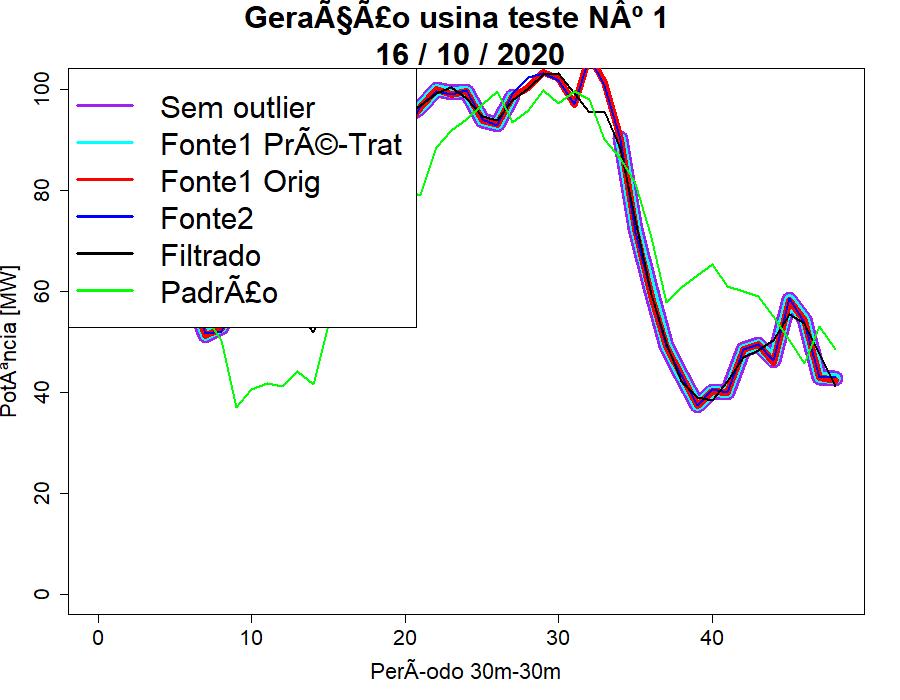 GeraÃ§Ã£o usina teste NÂº 1
16 / 10 / 2020
Sem outlier
Fonte1 PrÃ©-Trat
Fonte1 Orig
Fonte2
Filtrado
PadrÃ£o
PotÃªncia [MW]
100
80
60
40
20
0
0 10 20 30 40
PerÃ-odo 30m-30m